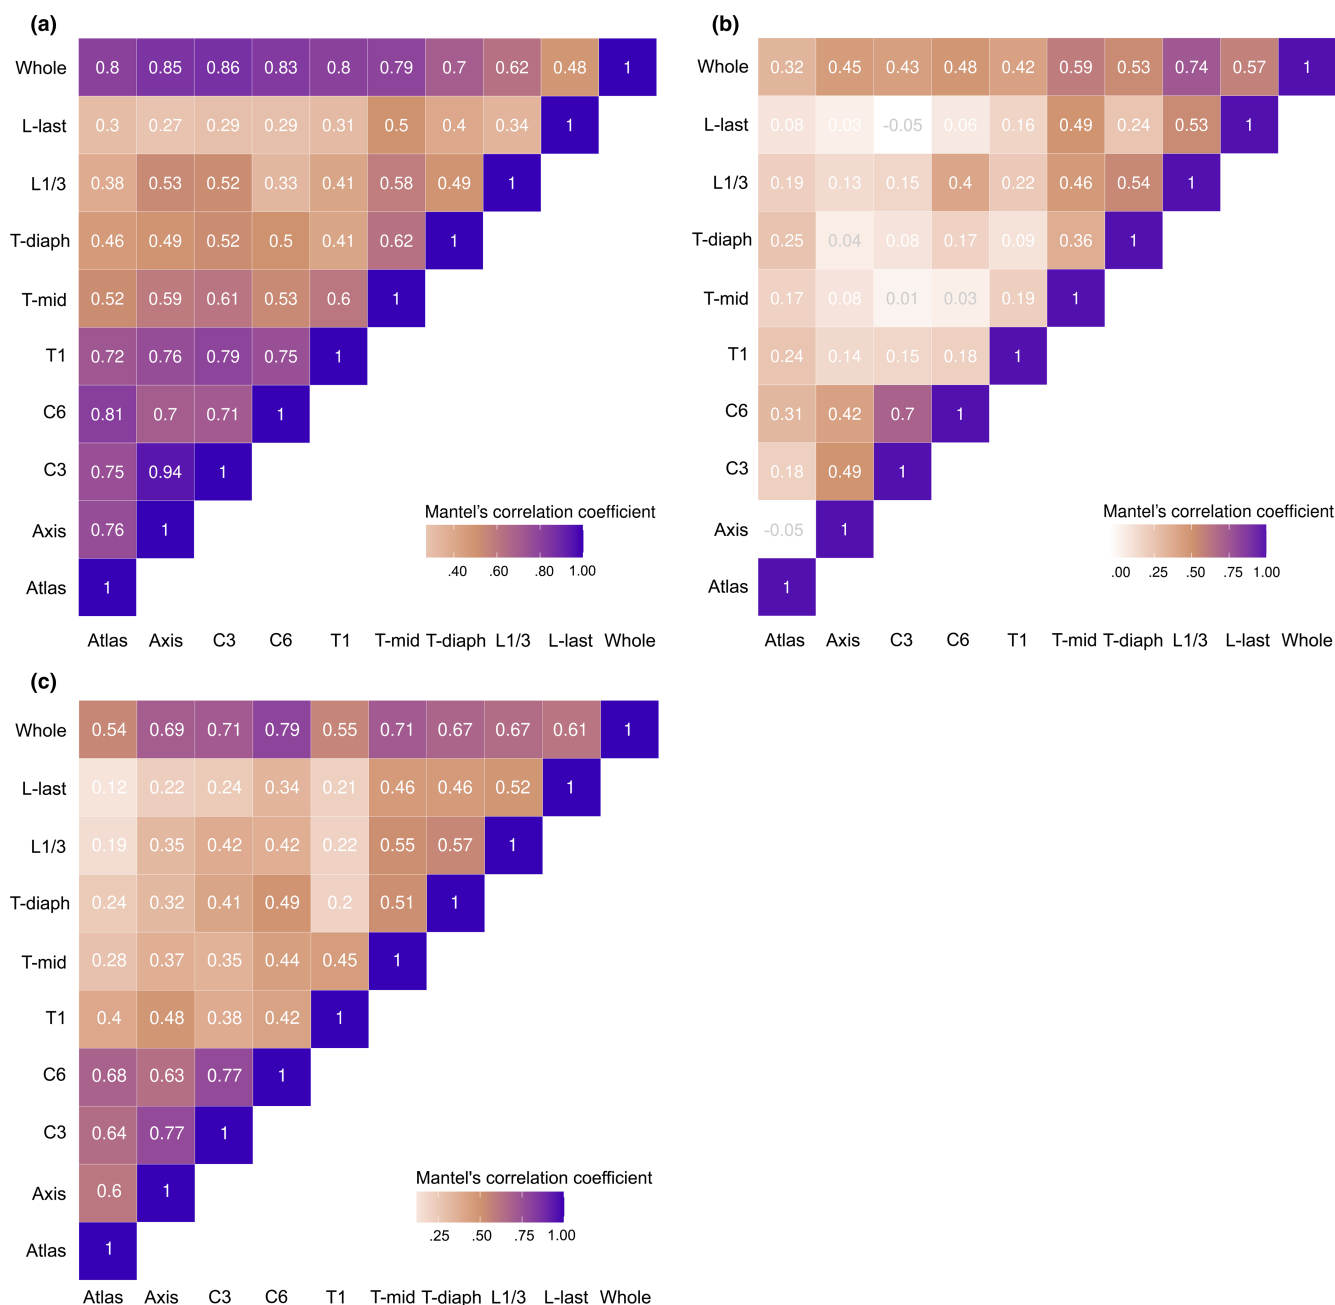 (a)
Whole 0.8 0.85 0.86 0.83 0.8 0.79 0.7 0.62 0.48 1
L-last 0.3 0.27 0.29 0.29 0.31 0.5 0.4 0.34 1
L1/3 0.38 0.53 0.52 0.33 0.41 0.58 0.49 1
T-diaph 0.46 0.49 0.52 0.5 0.41 0.62 1
T-mid 0.52 0.59 0.61 0.53 0.6 1
T1 0.72 0.76 0.79 0.75 1
C6 0.81 0.7 0.71 1
C3 0.75 0.94 1
Axis 0.76 1
Atlas 1
Mantel's correlation coefficient
.40 .60 .80 1.00
Atlas Axis C3 C6 T1 T-mid T-diaph L1/3 L-last Whole
(b)
Whole 0.32 0.45 0.43 0.48 0.42 0.59 0.53 0.74 0.57 1
L-last 0.08 0.03 -0.05 0.06 0.16 0.49 0.24 0.53 1
L1/3 0.19 0.13 0.15 0.4 0.22 0.46 0.54 1
T-diaph 0.25 0.04 0.08 0.17 0.09 0.36 1
T-mid 0.17 0.08 0.01 0.03 0.19 1
T1 0.24 0.14 0.15 0.18 1
C6 0.31 0.42 0.7 1
C3 0.18 0.49 1
Axis -0.05 1
Atlas 1
Mantel's correlation coefficient
.00 .25 .50 .75 1.00
Atlas Axis C3 C6 T1 T-mid T-diaph L1/3 L-last Whole
(c)
Whole 0.54 0.69 0.71 0.79 0.55 0.71 0.67 0.67 0.61 1
L-last 0.12 0.22 0.24 0.34 0.21 0.46 0.46 0.52 1
L1/3 0.19 0.35 0.42 0.42 0.22 0.55 0.57 1
T-diaph 0.24 0.32 0.41 0.49 0.2 0.51 1
T-mid 0.28 0.37 0.35 0.44 0.45 1
T1 0.4 0.48 0.38 0.42 1
C6 0.68 0.63 0.77 1
C3 0.64 0.77 1
Axis 0.6 1
Atlas 1
Mantel's correlation coefficient
.25 .50 .75 1.00
Atlas Axis C3 C6 T1 T-mid T-diaph L1/3 L-last Whole